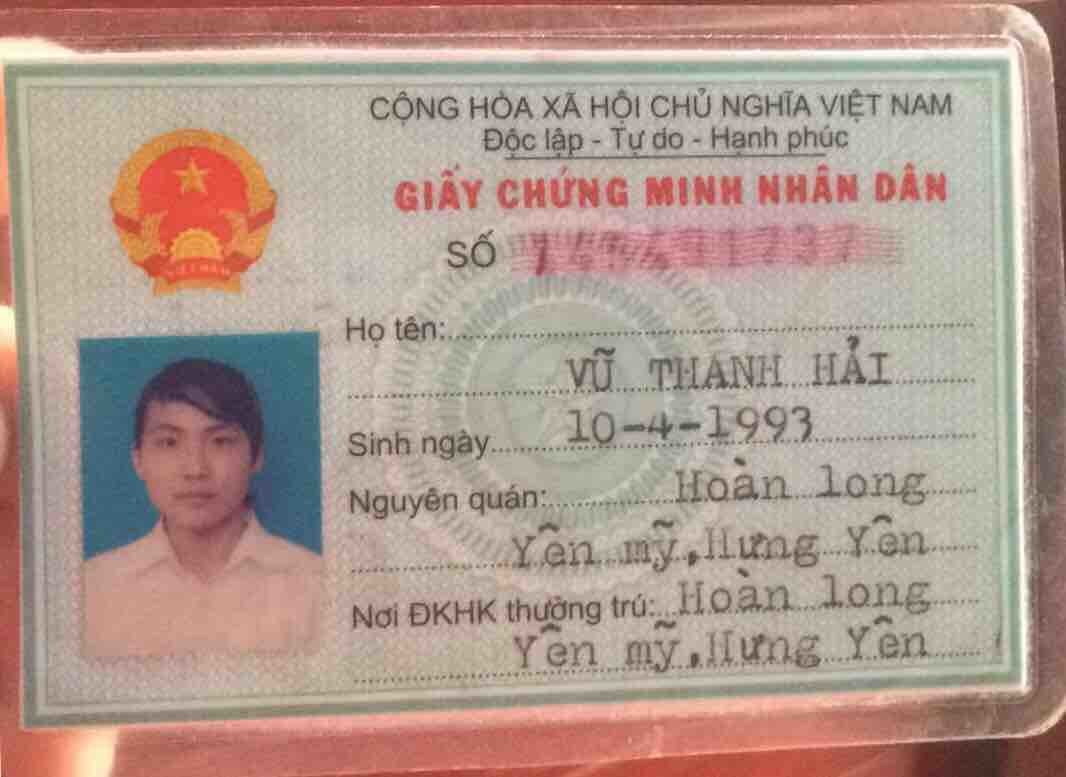 CỘNG HÒA XÃ HỘI CHỦ NGHĨA VIỆT NAM
Độc lập - Tự do - Hạnh phúc
GIẤY CHỨNG MINH NHÂN DÂN
SỐ
Họ tên:
VŨ THANH HẢI
Sinh ngày 10-4-1993
Nguyên quán: Hoàn long
Yên mỹ, Hưng Yên
Nơi ĐKHK thường trú: Hoàn long
Yên mỹ, Hưng Yên
VIỆT NAM